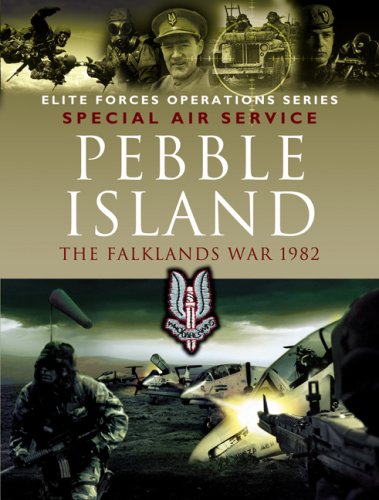 ELITE FORCES OPERATIONS SERIES
SPECIAL AIR SERVICE
PEBBLE
ISLAND
THE FALKLANDS WAR 1982